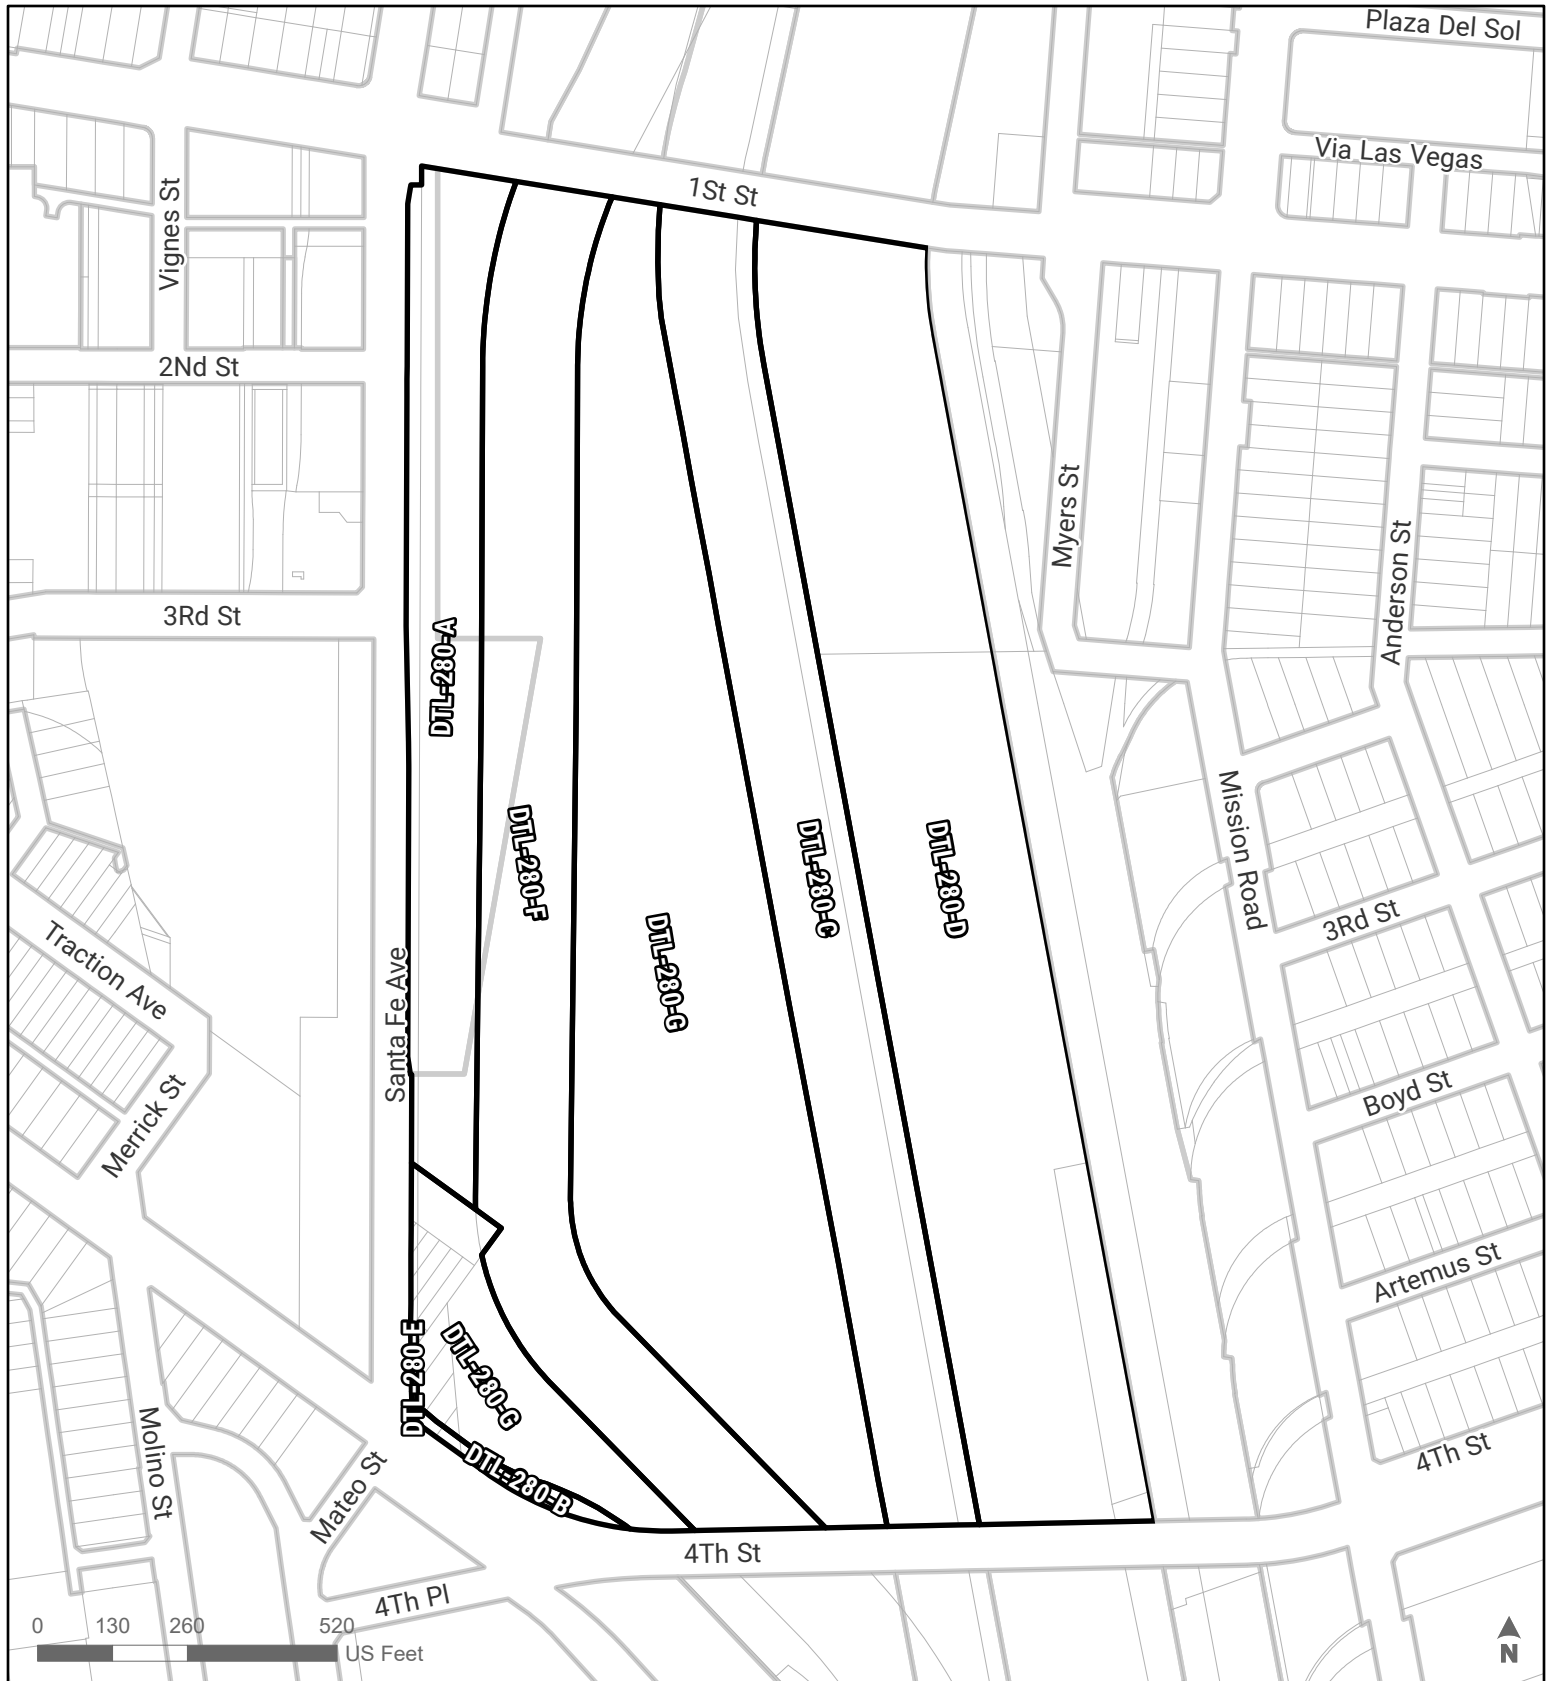 Plaza Del Sol
Via Las Vegas
1St St
Vignes St
2Nd St
Myers St
Anderson St
3Rd St
DTL-280-A
Mission Road
DTL-280-F
DTL-280-C
DTL-280-D
DTL-280-G
3Rd St
Traction Ave
Santa Fe Ave
Merrick St
Boyd St
Artemus St
DTL-280-E
DTL-280-G
Molino St
Mateo St
DTL-280-B
4Th St
4Th St
4Th Pl
0 130 260 520
US Feet
N